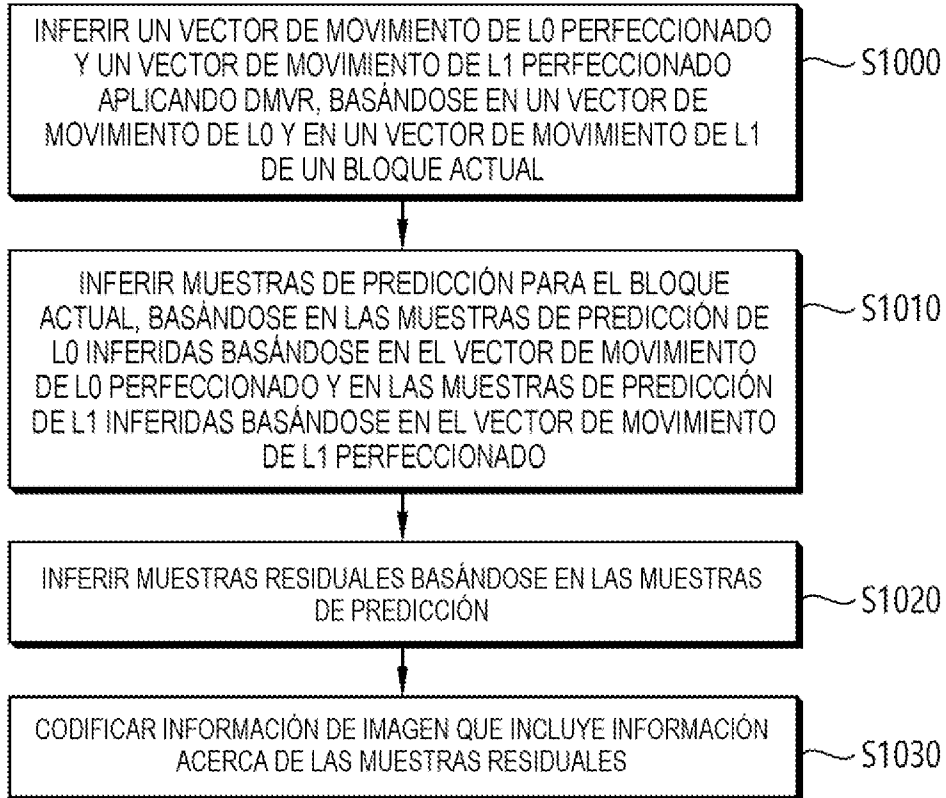 INFERIR UN VECTOR DE MOVIMIENTO DE L0 PERFECCIONADO
Y UN VECTOR DE MOVIMIENTO DE L1 PERFECCIONADO
APLICANDO DMVR, BASÁNDOSE EN UN VECTOR DE
MOVIMIENTO DE L0 Y EN UN VECTOR DE MOVIMIENTO DE L1
DE UN BLOQUE ACTUAL
S1000
INFERIR MUESTRAS DE PREDICCIÓN PARA EL BLOQUE
ACTUAL, BASÁNDOSE EN LAS MUESTRAS DE PREDICCIÓN DE
L0 INFERIDAS BASÁNDOSE EN EL VECTOR DE MOVIMIENTO
DE L0 PERFECCIONADO Y EN LAS MUESTRAS DE PREDICCIÓN
DE L1 INFERIDAS BASÁNDOSE EN EL VECTOR DE MOVIMIENTO
DE L1 PERFECCIONADO
S1010
INFERIR MUESTRAS RESIDUALES BASÁNDOSE EN LAS MUESTRAS
DE PREDICCIÓN
S1020
CODIFICAR INFORMACIÓN DE IMAGEN QUE INCLUYE INFORMACIÓN
ACERCA DE LAS MUESTRAS RESIDUALES
S1030